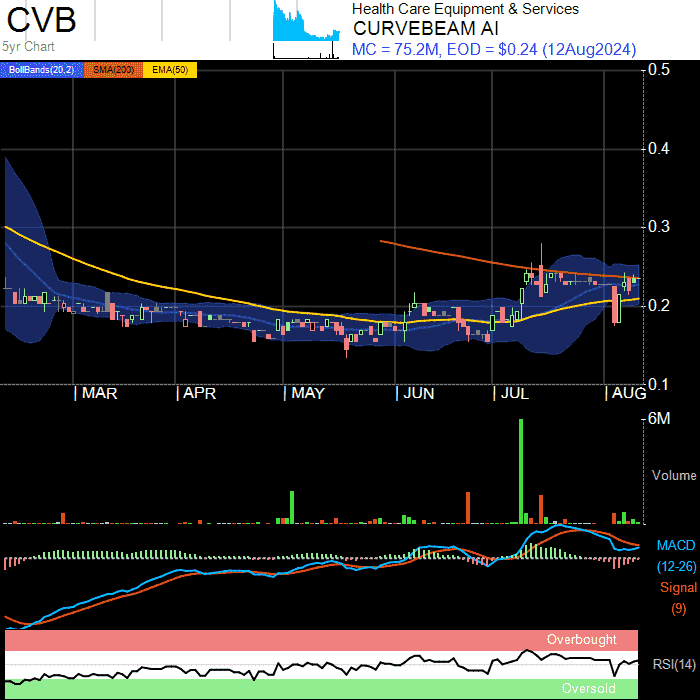 CVB
5yr Chart
Health Care Equipment & Services
CURVEBEAM AI
MC = 75.2M, EOD = $0.24 (12Aug2024)
BollBands(20,2) SMA(200) EMA(50)
0.5
0.4
0.3
0.2
0.1
| MAR | APR | MAY | JUN | JUL | AUG
6M
Volume
MACD
(12-26)
Signal
(9)
Overbought
RSI(14)
Oversold